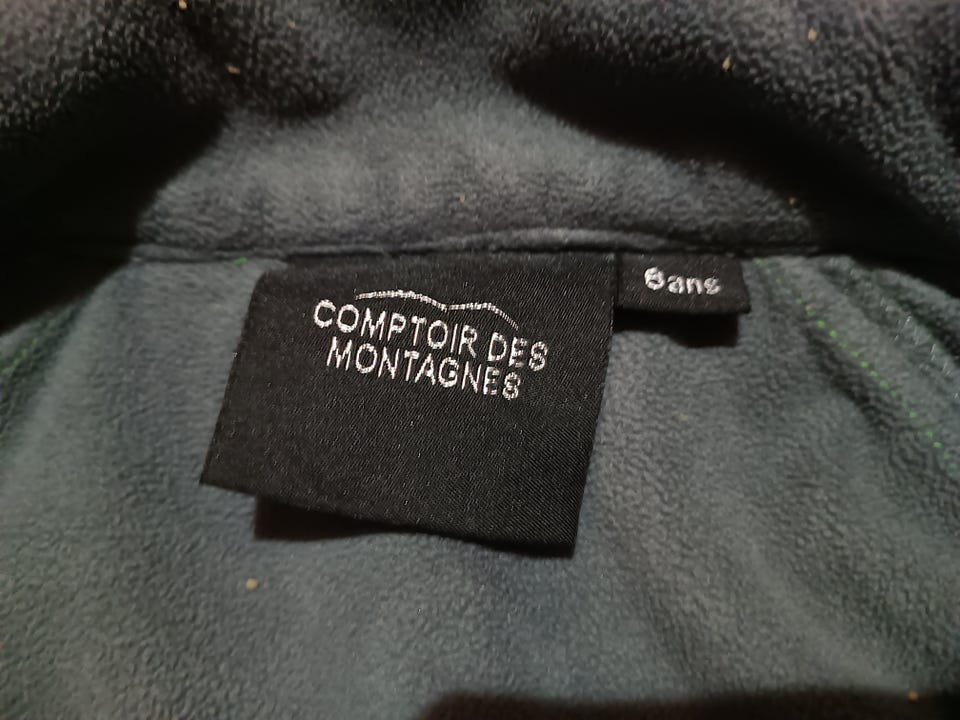 COMPTOIR DES
MONTAGNES
8ans